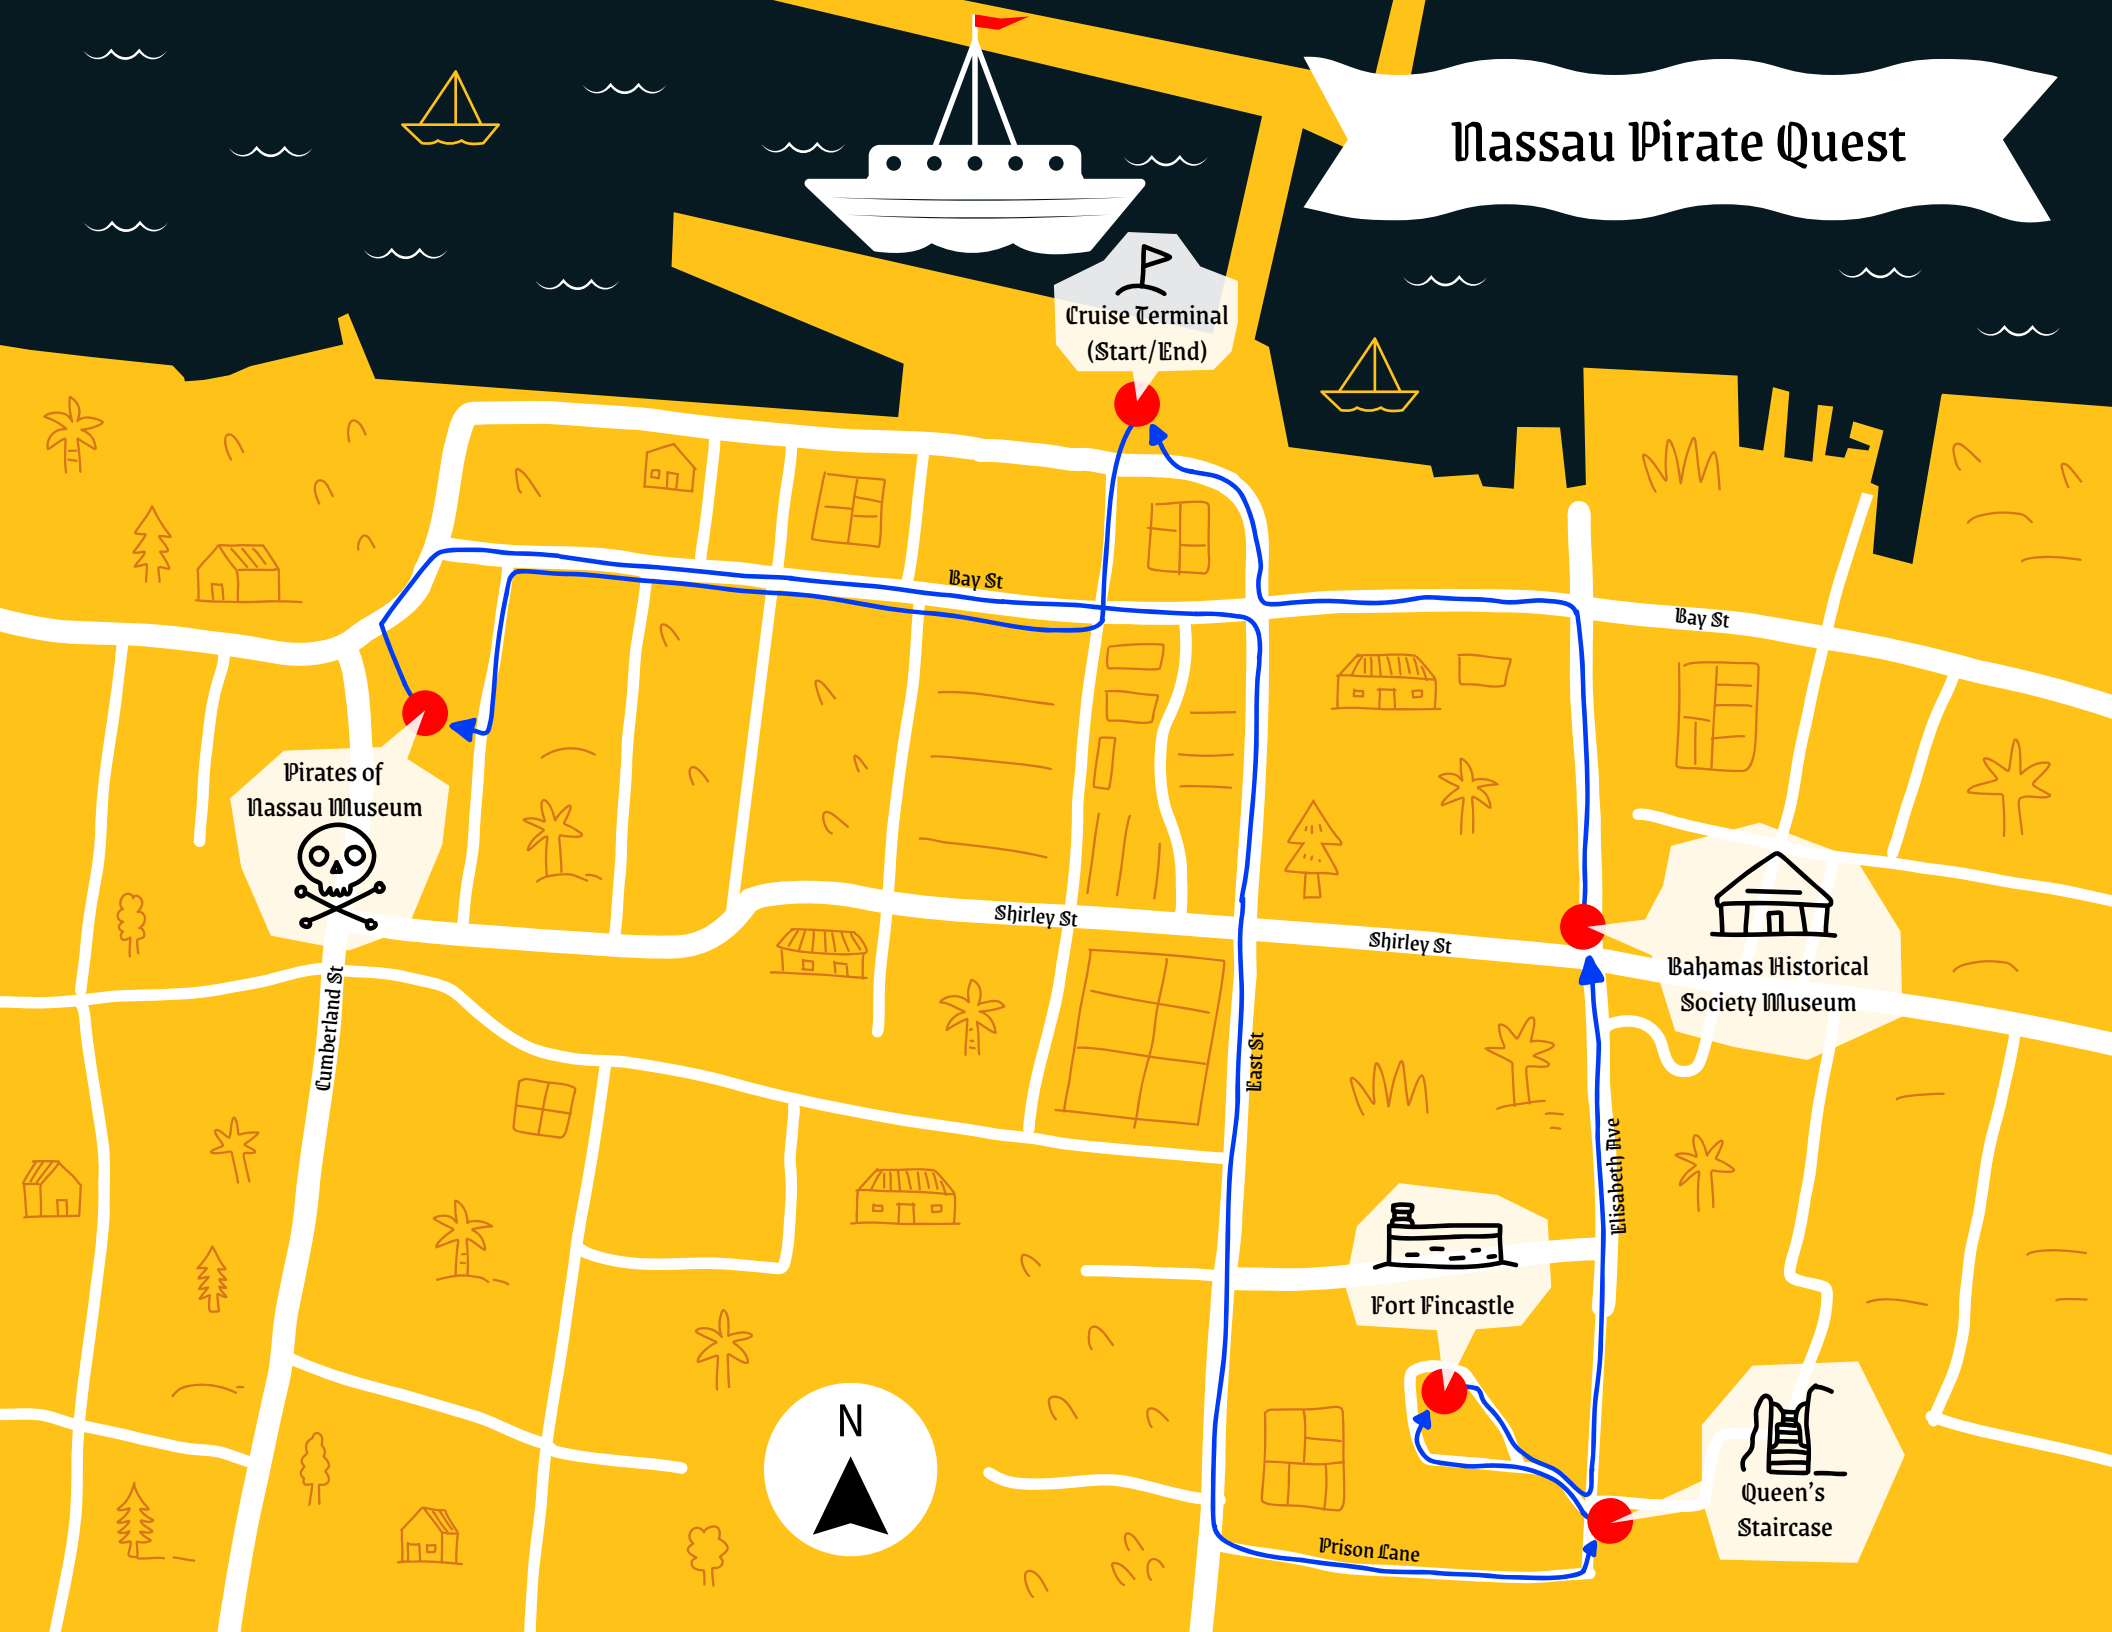 Nassau Pirate Quest
Cruise Terminal
(Start/End)
Bay St
Bay St
Pirates of
Nassau Museum
Shirley St
Shirley St
Bahamas Historical
Society Museum
Cumberland St
East St
Elisabeth Ave
Fort Fincastle
N
Queen's
Staircase
Prison Lane